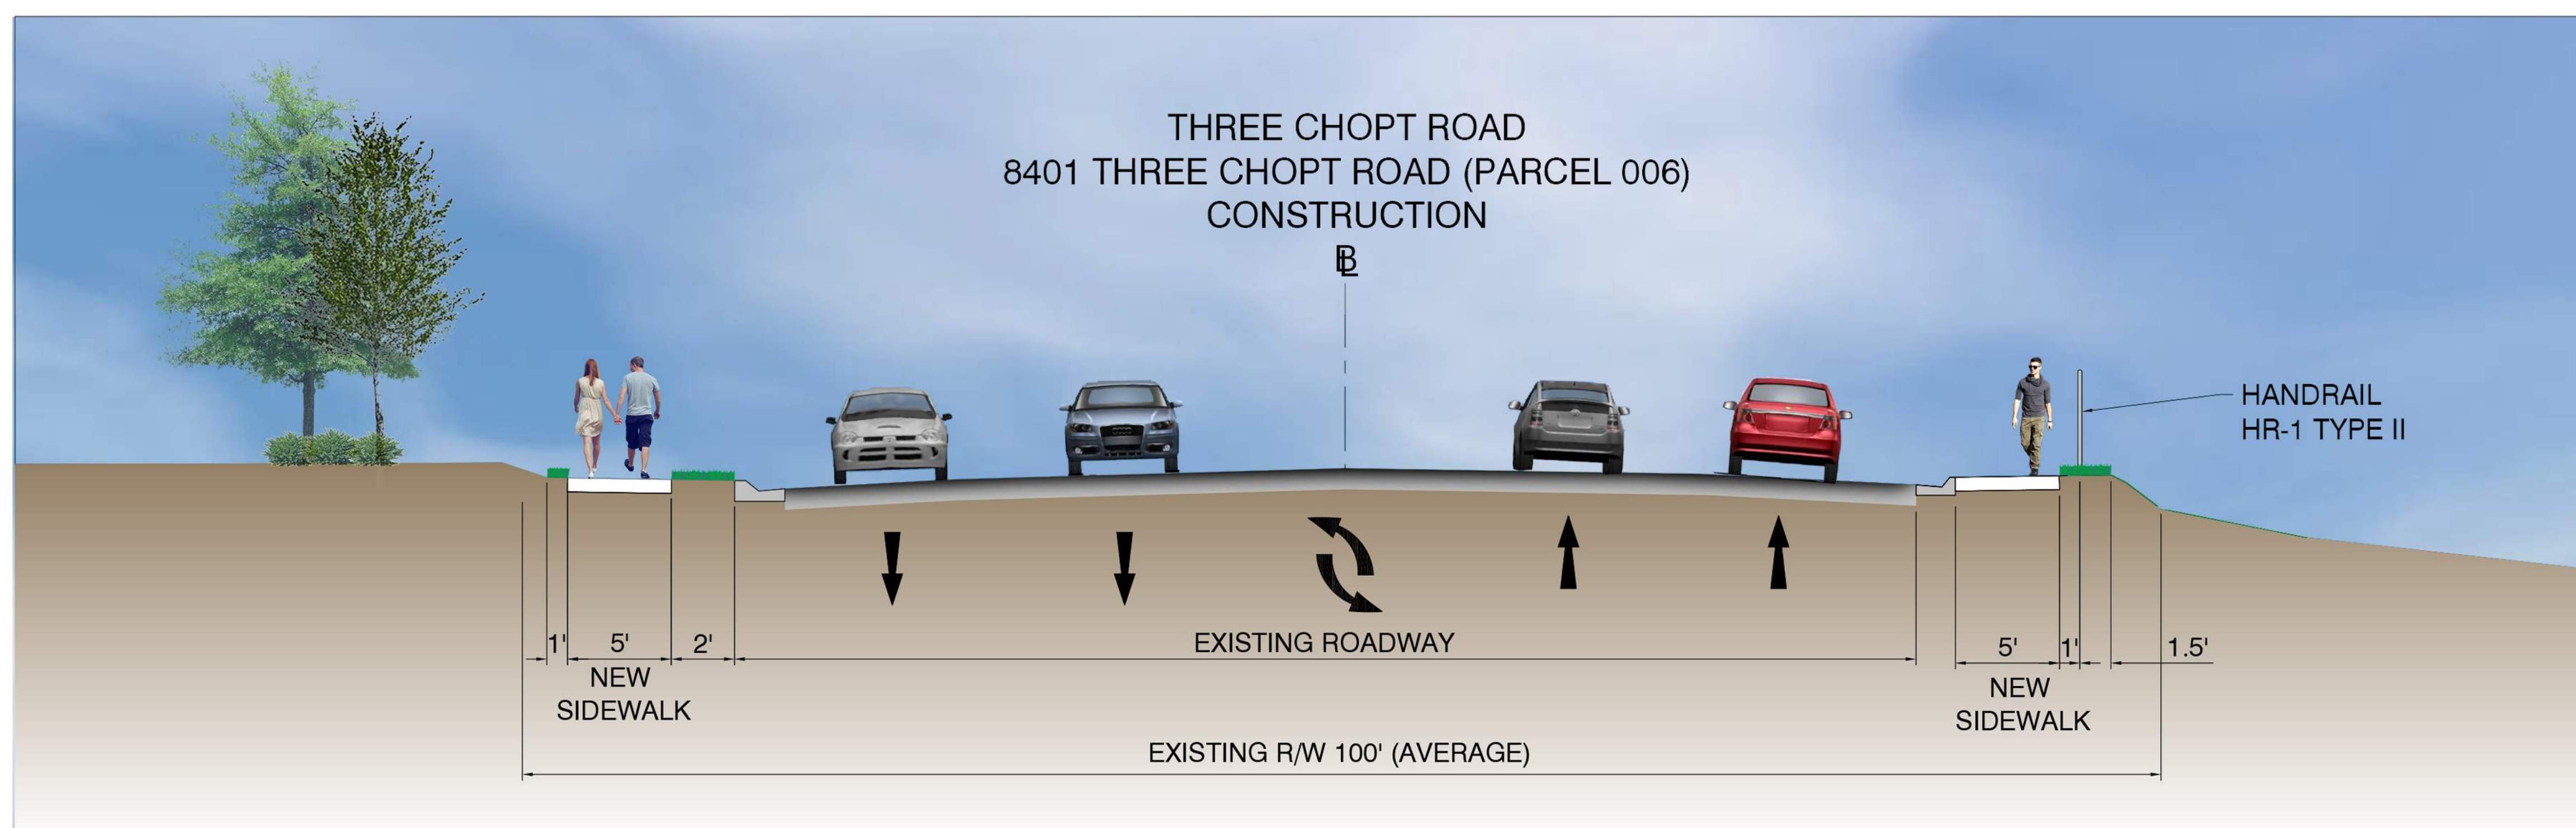 THREE CHOPT ROAD
8401 THREE CHOPT ROAD (PARCEL 006)
CONSTRUCTION
BL
HANDRAIL
HR-1 TYPE II
1'
5'
2'
EXISTING ROADWAY
5'
1'
1.5'
NEW
SIDEWALK
NEW
SIDEWALK
EXISTING R/W 100' (AVERAGE)